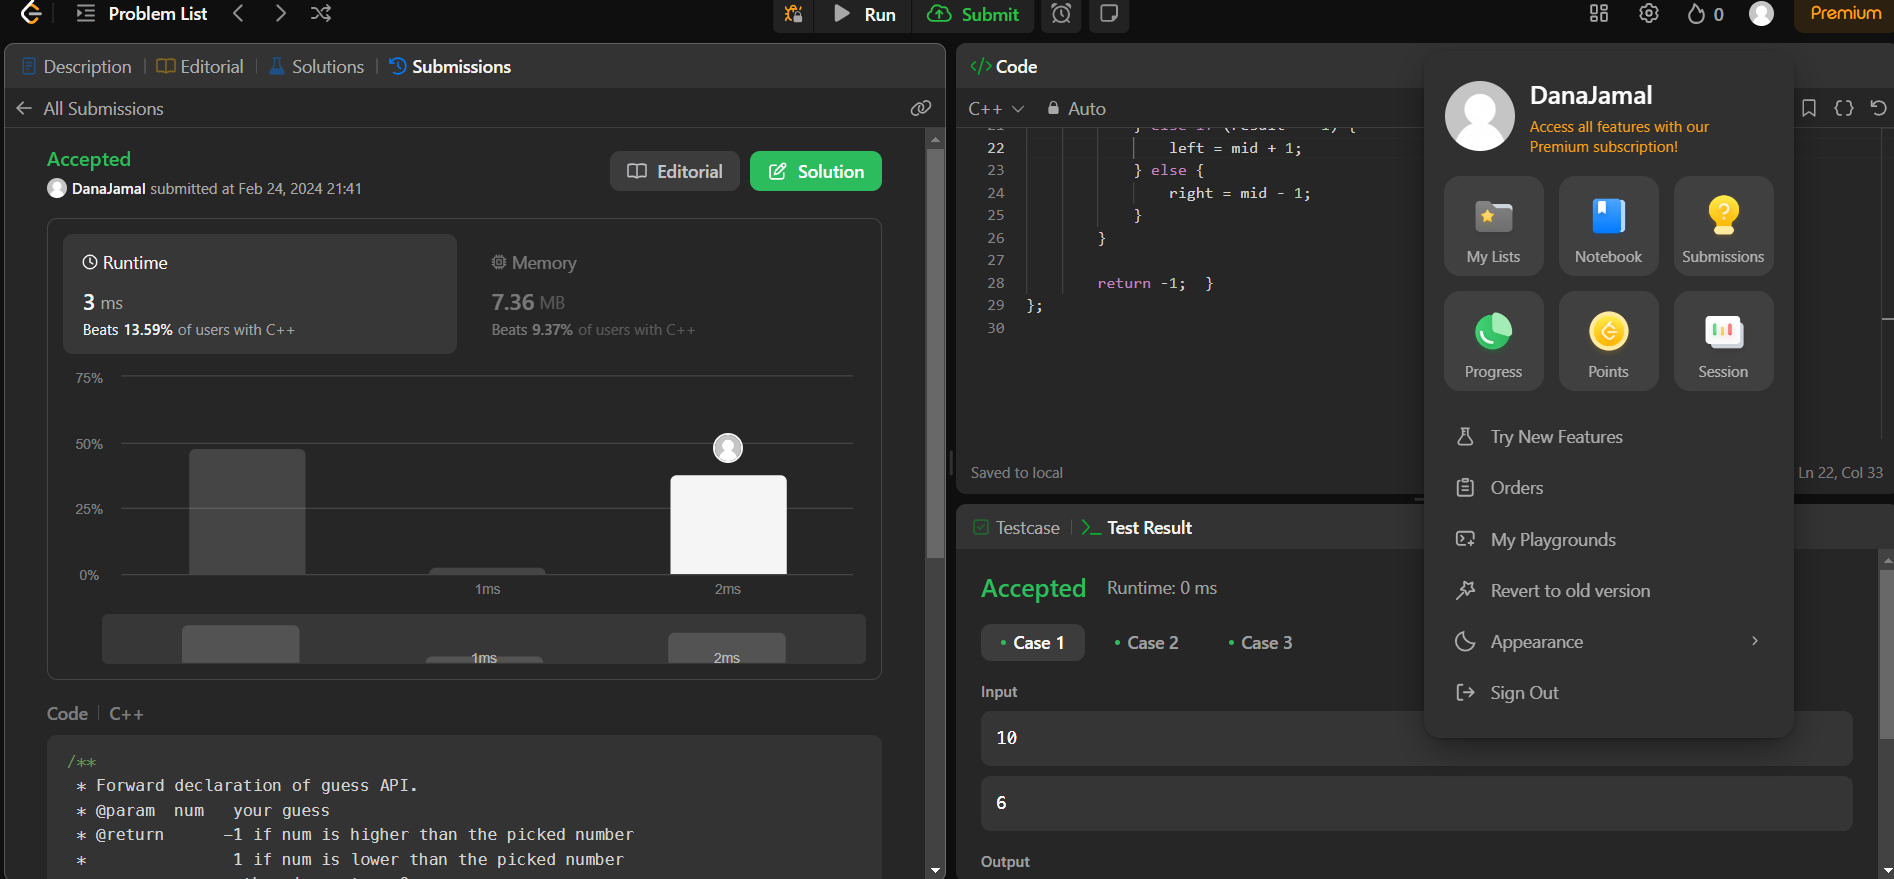 Problem List
Run
Submit
0
Premium
Description
Editorial
Solutions
Submissions
All Submissions
Accepted
DanaJamal submitted at Feb 24, 2024 21:41
Editorial
Solution
Runtime
3 ms
Beats 13.59% of users with C++
Memory
7.36 MB
Beats 9.37% of users with C++
75%
50%
25%
0%
1ms
2ms
1ms
2ms
Code
C++
/**
* Forward declaration of guess API.
* @param num your guess
* @return -1 if num is higher than the picked number
* 1 if num is lower than the picked number
</> Code
C++
Auto
22 left = mid + 1;
23 } else {
24 right = mid - 1;
25 }
26 }
27
28 return -1; }
29 };
30
Saved to local
Ln 22, Col 33
Testcase
>_ Test Result
Accepted
Runtime: 0 ms
• Case 1
• Case 2
• Case 3
Input
10
6
Output
DanaJamal
Access all features with our
Premium subscription!
My Lists
Notebook
Submissions
Progress
Points
Session
Try New Features
Orders
My Playgrounds
Revert to old version
Appearance
Sign Out